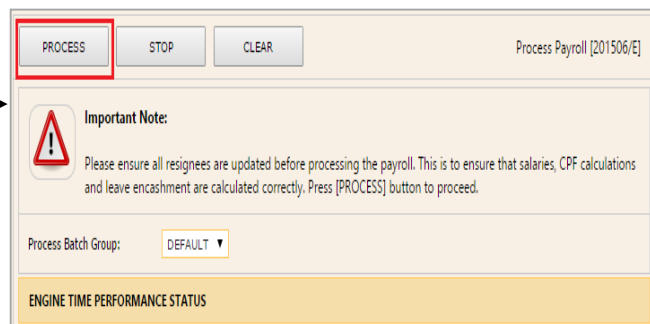 PROCESS STOP CLEAR Process Payroll [201506/E]
Important Note:
Please ensure all resignees are updated before processing the payroll. This is to ensure that salaries, CPF calculations
and leave encashment are calculated correctly. Press [PROCESS] button to proceed.
Process Batch Group: DEFAULT
ENGINE TIME PERFORMANCE STATUS